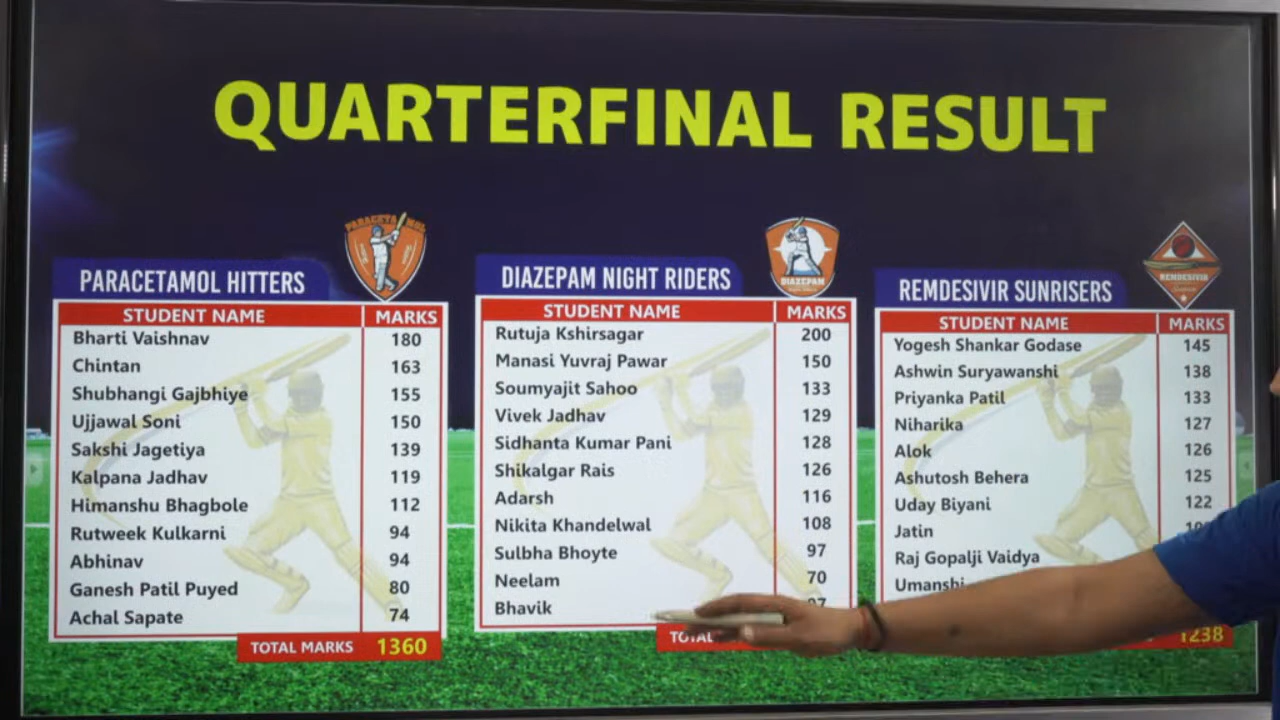 QUARTERFINAL RESULT
PARACETAMOL
PARACETAMOL HITTERS
STUDENT NAME MARKS
Bharti Vaishnav 180
Chintan 163
Shubhangi Gajbhiye 155
Ujjawal Soni 150
Sakshi Jagetiya 139
Kalpana Jadhav 119
Himanshu Bhagbole 112
Rutweek Kulkarni 94
Abhinav 94
Ganesh Patil Puyed 80
Achal Sapate 74
TOTAL MARKS 1360
DIAZEPAM
DIAZEPAM NIGHT RIDERS
STUDENT NAME MARKS
Rutuja Kshirsagar 200
Manasi Yuvraj Pawar 150
Soumyajit Sahoo 133
Vivek Jadhav 129
Sidhanta Kumar Pani 128
Shikalgar Rais 126
Adarsh 116
Nikita Khandelwal 108
Sulbha Bhoyte 97
Neelam 70
Bhavik
TOTAL
REMDESIVIR
REMDESIVIR SUNRISERS
STUDENT NAME MARKS
Yogesh Shankar Godase 145
Ashwin Suryawanshi 138
Priyanka Patil 133
Niharika 127
Alok 126
Ashutosh Behera 125
Uday Biyani 122
Jatin
Raj Gopalji Vaidya
Umanshi
1238